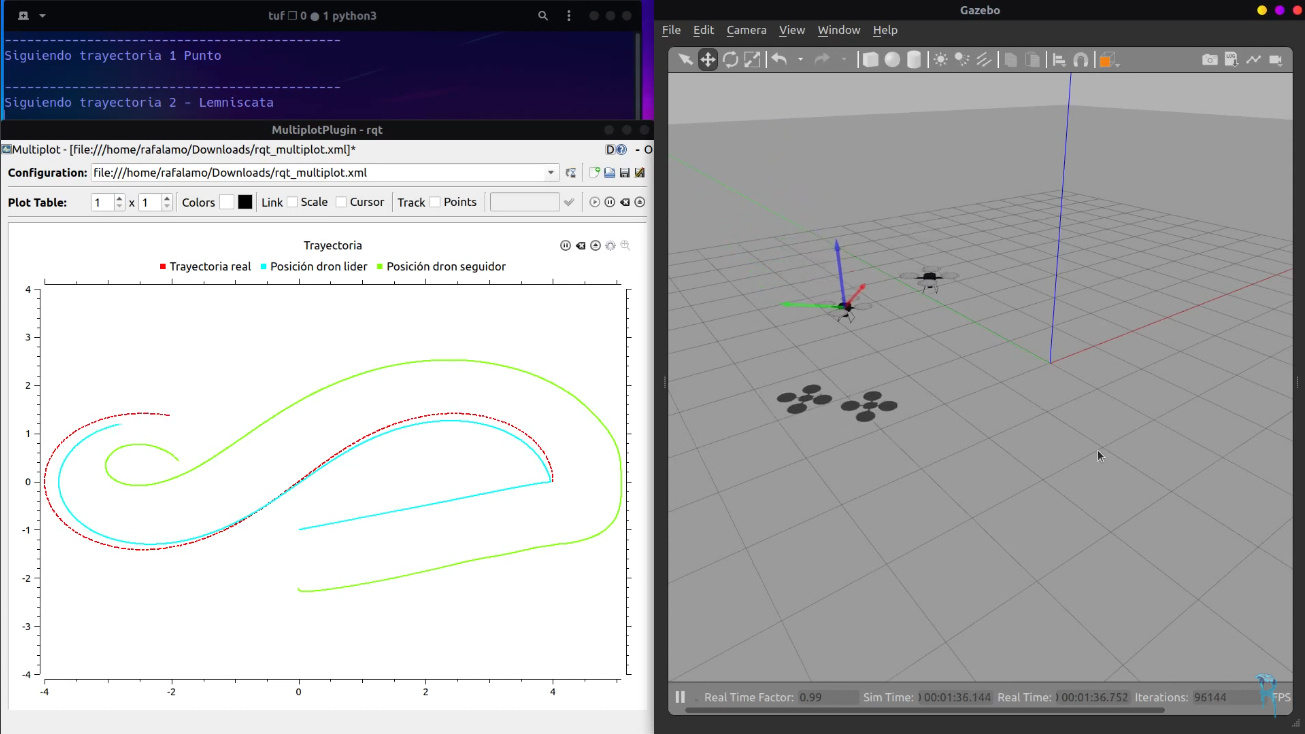 tuf ❐ 0 ● 1 python3
----------------------------------------
Siguiendo trayectoria 1 Punto
----------------------------------------
Siguiendo trayectoria 2 - Lemniscata
MultiplotPlugin - rqt
Multiplot - [file:///home/rafalamo/Downloads/rqt_multiplot.xml]*
D ? - O
Configuration: file:///home/rafalamo/Downloads/rqt_multiplot.xml
Plot Table: 1 x 1 Colors Link Scale Cursor Track Points
Trayectoria
Trayectoria real Posición dron lider Posición dron seguidor
4
3
2
1
0
-1
-2
-3
-4
-4 -2 0 2 4
Gazebo
File Edit Camera View Window Help
LOG
Real Time Factor: 0.99 Sim Time: 00:01:36.144 Real Time: 00:01:36.752 Iterations: 96144 FPS